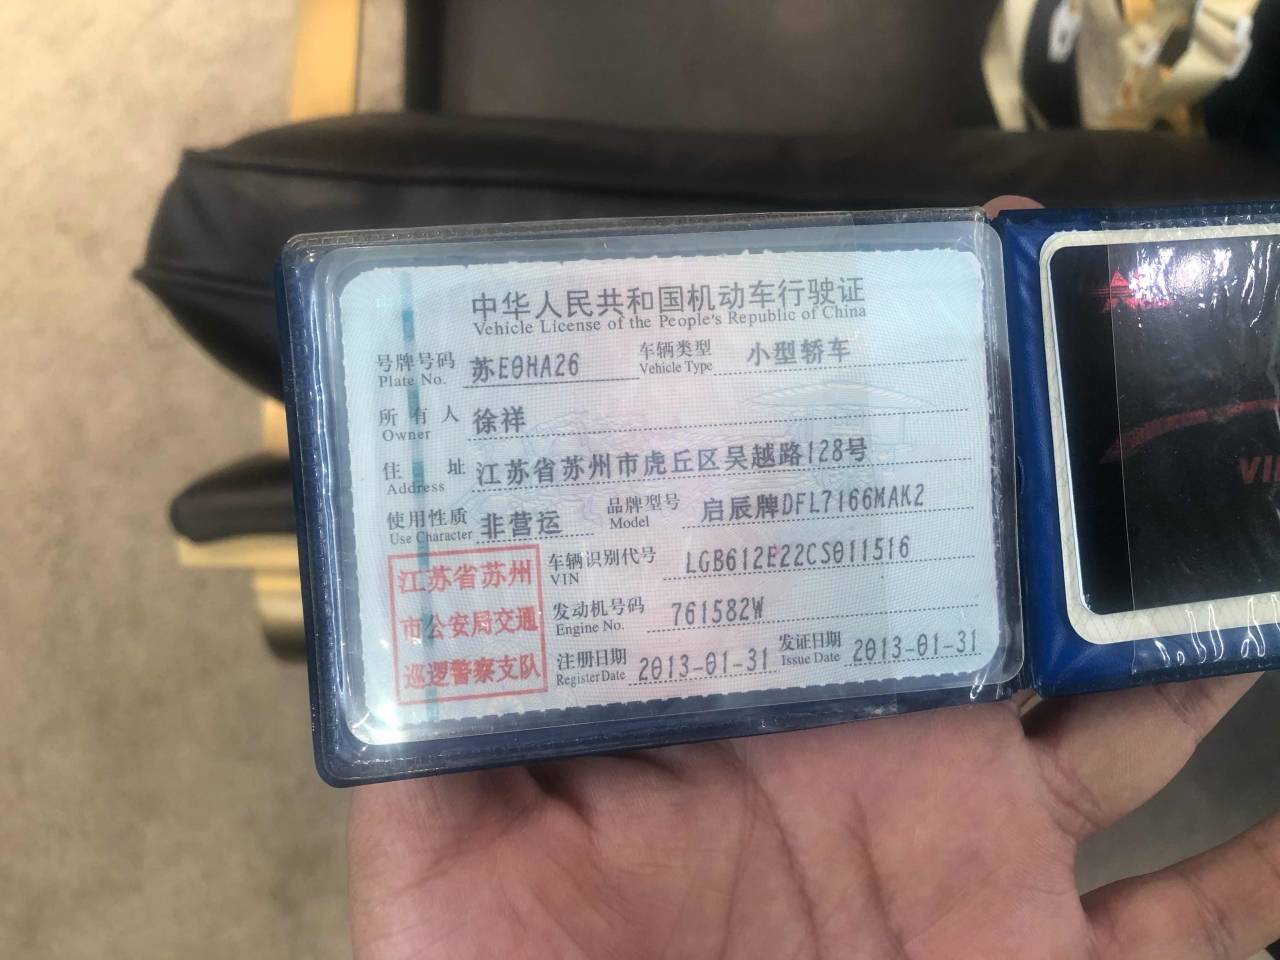 中华人民共和国机动车行驶证
Vehicle License of the People's Republic of China
号牌号码 Plate No. 苏E0HA26 车辆类型 Vehicle Type 小型轿车
所有人 Owner 徐祥
住址 Address 江苏省苏州市虎丘区吴越路128号
使用性质 Use Character 非营运 品牌型号 Model 启辰牌DFL7166MAK2
车辆识别代号 VIN LGB612E22CS011516
发动机号码 Engine No. 761582W
注册日期 Register Date 2013-01-31 发证日期 Issue Date 2013-01-31
江苏省苏州
市公安局交通
巡逻警察支队